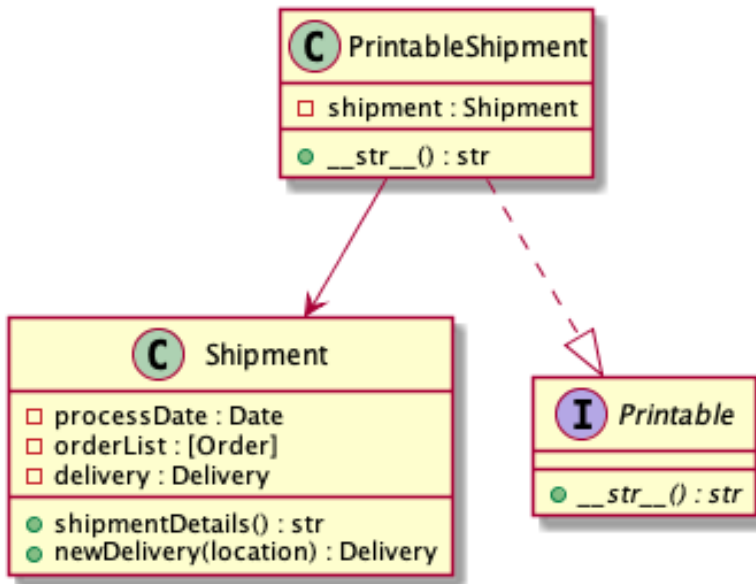 C PrintableShipment
shipment : Shipment
__str__() : str
C Shipment
processDate : Date
orderList : [Order]
delivery : Delivery
shipmentDetails() : str
newDelivery(location) : Delivery
I Printable
__str__() : str